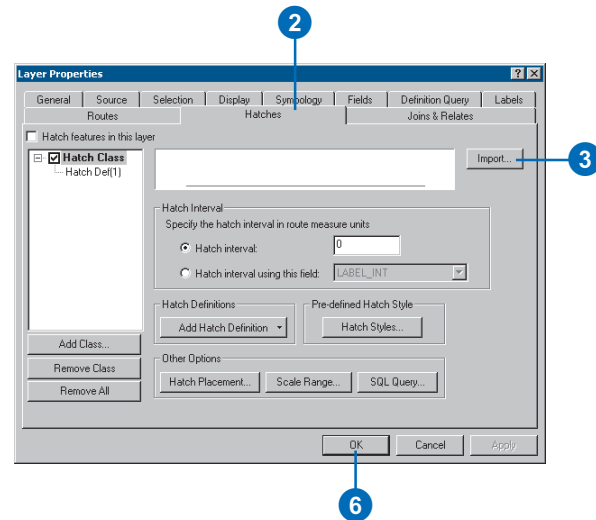 2
Layer Properties
General Source Selection Display Symbology Fields Definition Query Labels
Routes Hatches Joins & Relates
Hatch features in this layer
Hatch Class
Hatch Def(1)
Import...
3
Hatch Interval
Specify the hatch interval in route measure units
Hatch interval: 0
Hatch interval using this field: LABEL_INT
Hatch Definitions
Add Hatch Definition
Pre-defined Hatch Style
Hatch Styles...
Add Class...
Remove Class
Remove All
Other Options
Hatch Placement... Scale Range... SQL Query...
OK Cancel Apply
6